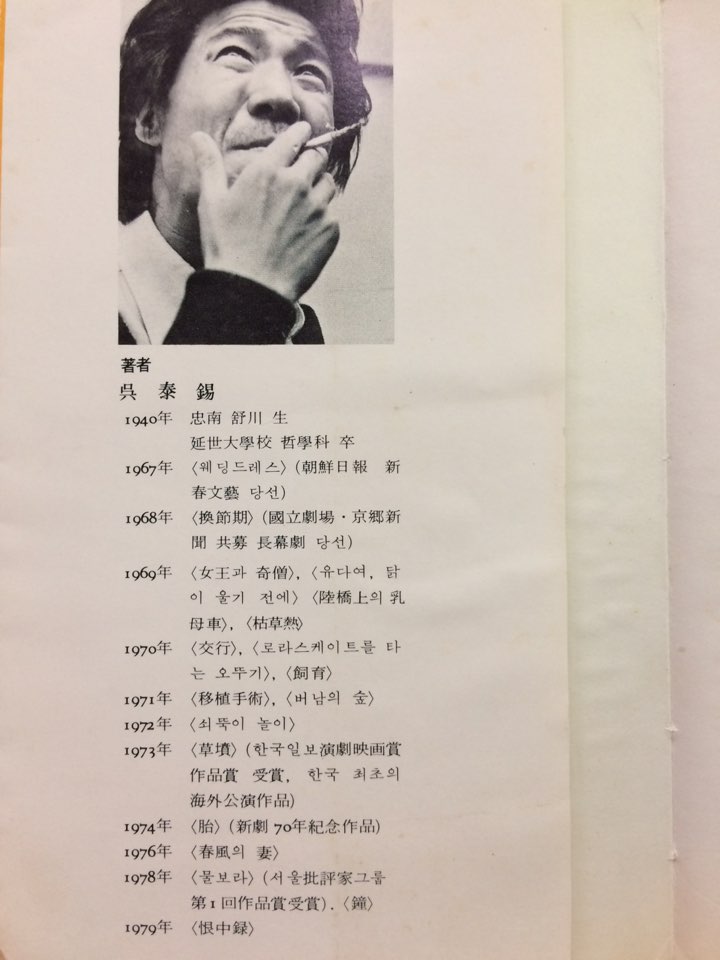 著者
呉 泰 錫
1940年 忠南 舒川 生
延世大學校 哲學科 卒
1967年 〈웨딩드레스〉(朝鮮日報 新
春文藝 당선)
1968年 〈換節期〉(國立劇場・京郷新
聞 共募 長幕劇 당선)
1969年 〈女王과 奇僧〉, 〈유다여, 닭
이 울기 전에〉 〈陸橋上의 乳
母車〉, 〈枯草熱〉
1970年 〈交行〉, 〈로라스케이트를 타
는 오뚜기〉, 〈飼育〉
1971年 〈移植手術〉, 〈버남의 숲〉
1972年 〈쇠뚝이 놀이〉
1973年 〈草墳〉(한국일보演劇映画賞
作品賞 受賞, 한국 최초의
海外公演作品)
1974年 〈胎〉(新劇 70年紀念作品)
1976年 〈春風의 妻〉
1978年 〈물보라〉(서울批評家그룹
第1回作品賞受賞). 〈鐘〉
1979年 〈恨中録〉